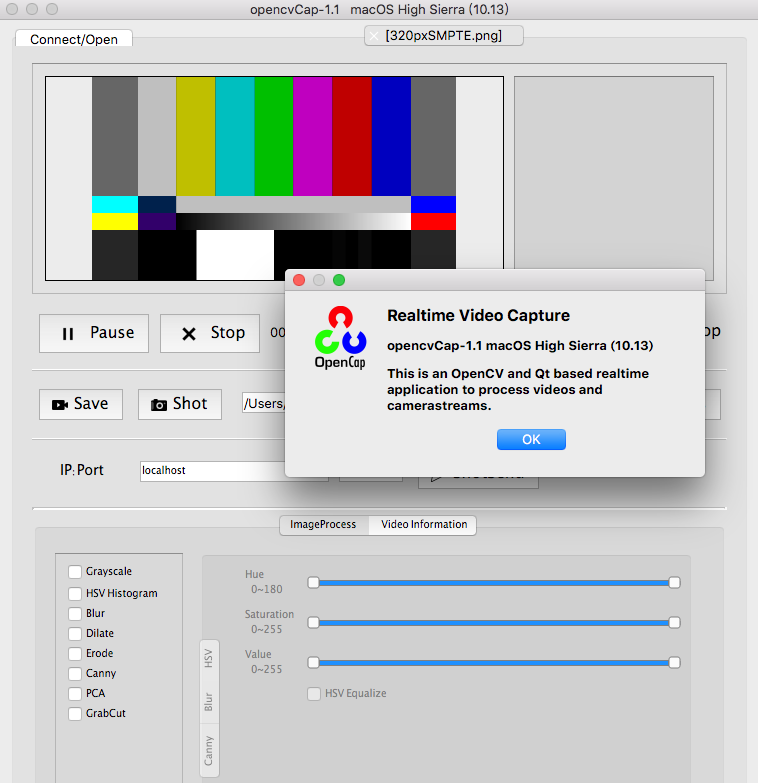 opencvCap-1.1 macOS High Sierra (10.13)
Connect/Open
[320pxSMPTE.png]
Realtime Video Capture
opencvCap-1.1 macOS High Sierra (10.13)
This is an OpenCV and Qt based realtime
application to process videos and
camerastreams.
OpenCap
OK
Pause
Stop
00
op
Save
Shot
/Users/
IP:Port
localhost
ImageProcess
Video Information
Grayscale
HSV Histogram
Blur
Dilate
Erode
Canny
PCA
GrabCut
HSV
Blur
Canny
Hue
0~180
Saturation
0~255
Value
0~255
HSV Equalize